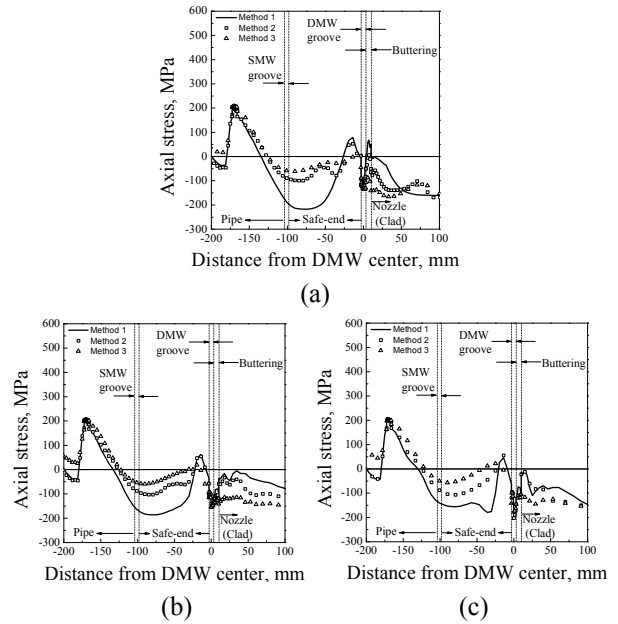 600
500
400
300
200
100
0
-100
-200
-300
Axial stress, MPa
Method 1
Method 2
Method 3
DMW
groove
SMW
groove
Buttering
Pipe
Safe-end
Nozzle
(Clad)
-200 -150 -100 -50 0 50 100
Distance from DMW center, mm
(a)
600
500
400
300
200
100
0
-100
-200
-300
Axial stress, MPa
Method 1
Method 2
Method 3
DMW
groove
SMW
groove
Buttering
Pipe
Safe-end
Nozzle
(Clad)
-200 -150 -100 -50 0 50 100
Distance from DMW center, mm
(b)
600
500
400
300
200
100
0
-100
-200
-300
Axial stress, MPa
Method 1
Method 2
Method 3
DMW
groove
SMW
groove
Buttering
Pipe
Safe-end
Nozzle
(Clad)
-200 -150 -100 -50 0 50 100
Distance from DMW center, mm
(c)